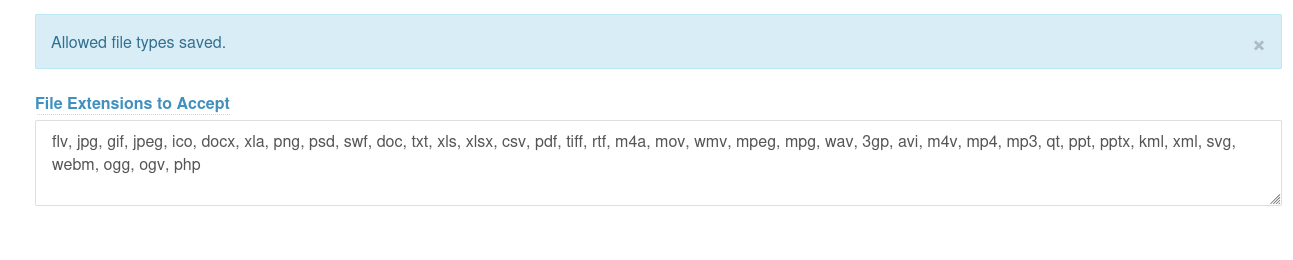 Allowed file types saved.
×
File Extensions to Accept
flv, jpg, gif, jpeg, ico, docx, xla, png, psd, swf, doc, txt, xls, xlsx, csv, pdf, tiff, rtf, m4a, mov, wmv, mpeg, mpg, wav, 3gp, avi, m4v, mp4, mp3, qt, ppt, pptx, kml, xml, svg,
webm, ogg, ogv, php